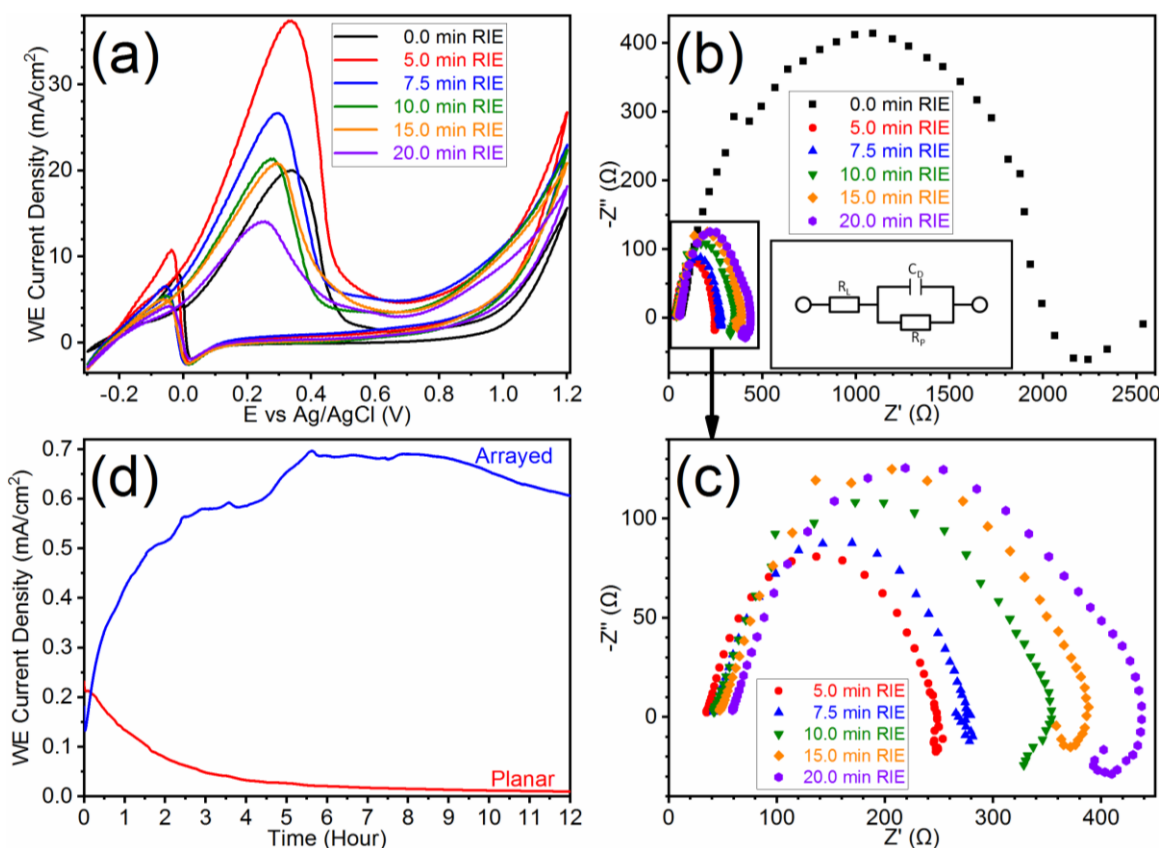 (a)
WE Current Density (mA/cm²)
30
20
10
0
0.0 min RIE
5.0 min RIE
7.5 min RIE
10.0 min RIE
15.0 min RIE
20.0 min RIE
-0.2 0.0 0.2 0.4 0.6 0.8 1.0 1.2
E vs Ag/AgCl (V)
(b)
-Z" (Ω)
400
300
200
100
0
0.0 min RIE
5.0 min RIE
7.5 min RIE
10.0 min RIE
15.0 min RIE
20.0 min RIE
C_D
R_L
R_P
0 500 1000 1500 2000 2500
Z' (Ω)
(d)
WE Current Density (mA/cm²)
0.7
0.6
0.5
0.4
0.3
0.2
0.1
0.0
Arrayed
Planar
0 1 2 3 4 5 6 7 8 9 10 11 12
Time (Hour)
(c)
-Z" (Ω)
100
50
0
5.0 min RIE
7.5 min RIE
10.0 min RIE
15.0 min RIE
20.0 min RIE
0 100 200 300 400
Z' (Ω)